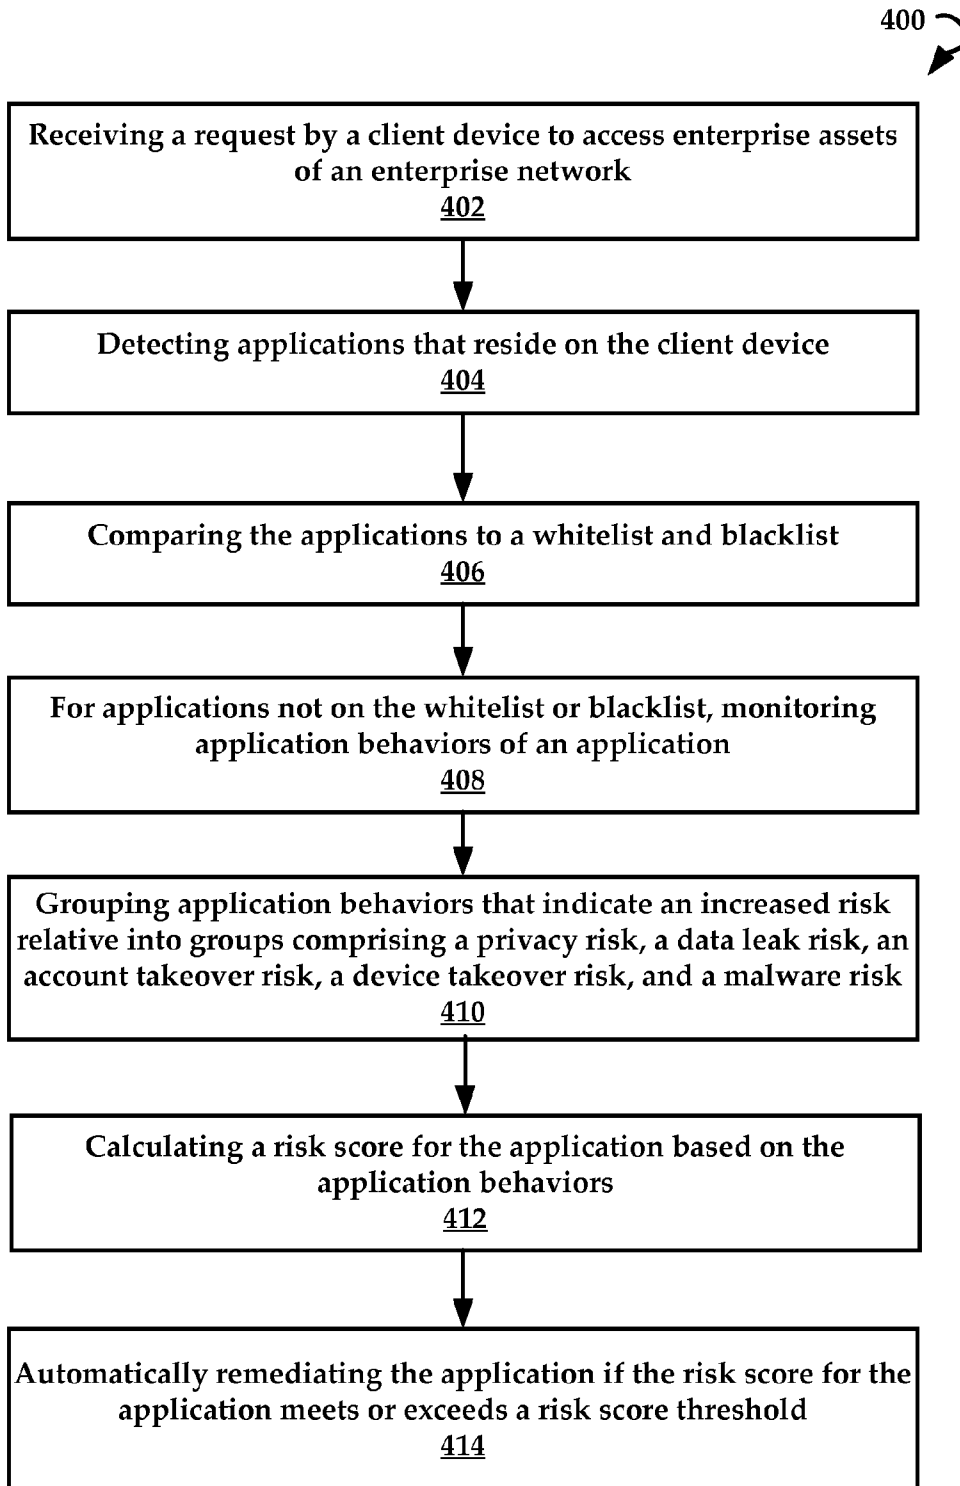 400
Receiving a request by a client device to access enterprise assets
of an enterprise network
402
Detecting applications that reside on the client device
404
Comparing the applications to a whitelist and blacklist
406
For applications not on the whitelist or blacklist, monitoring
application behaviors of an application
408
Grouping application behaviors that indicate an increased risk
relative into groups comprising a privacy risk, a data leak risk, an
account takeover risk, a device takeover risk, and a malware risk
410
Calculating a risk score for the application based on the
application behaviors
412
Automatically remediating the application if the risk score for the
application meets or exceeds a risk score threshold
414